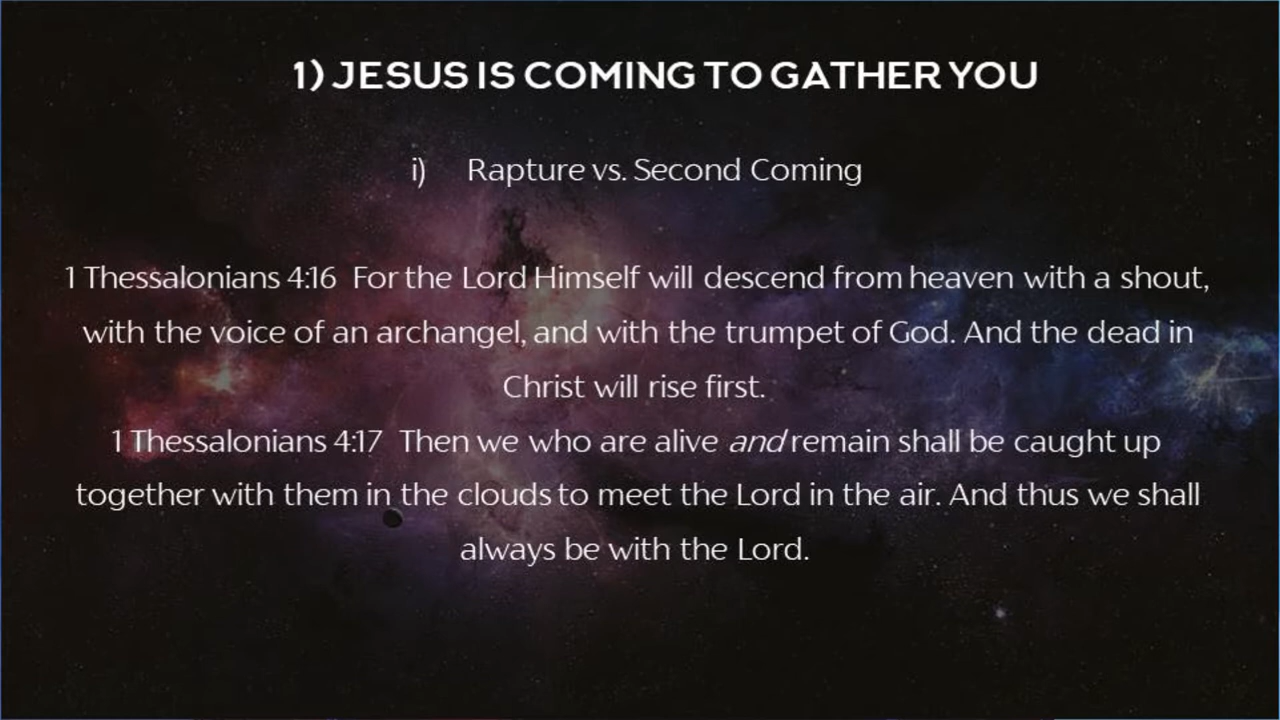 1) JESUS IS COMING TO GATHER YOU
i) Rapture vs. Second Coming
1 Thessalonians 4:16 For the Lord Himself will descend from heaven with a shout,
with the voice of an archangel, and with the trumpet of God. And the dead in
Christ will rise first.
1 Thessalonians 4:17 Then we who are alive and remain shall be caught up
together with them in the clouds to meet the Lord in the air. And thus we shall
always be with the Lord.